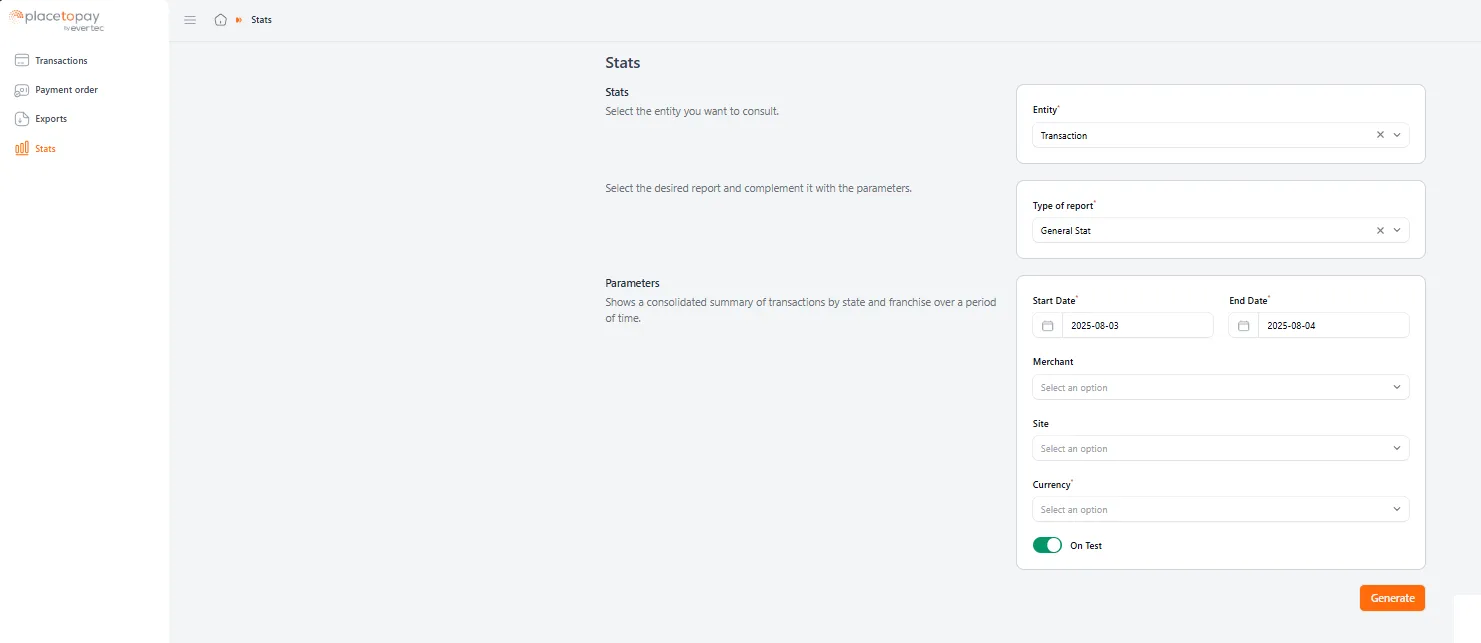 placetopay
by evertec
Transactions
Payment order
Exports
Stats
Stats
Stats
Stats
Select the entity you want to consult.
Entity*
Transaction
Select the desired report and complement it with the parameters.
Type of report*
General Stat
Parameters
Shows a consolidated summary of transactions by state and franchise over a period
of time.
Start Date*
End Date*
2025-08-03
2025-08-04
Merchant
Select an option
Site
Select an option
Currency*
Select an option
On Test
Generate